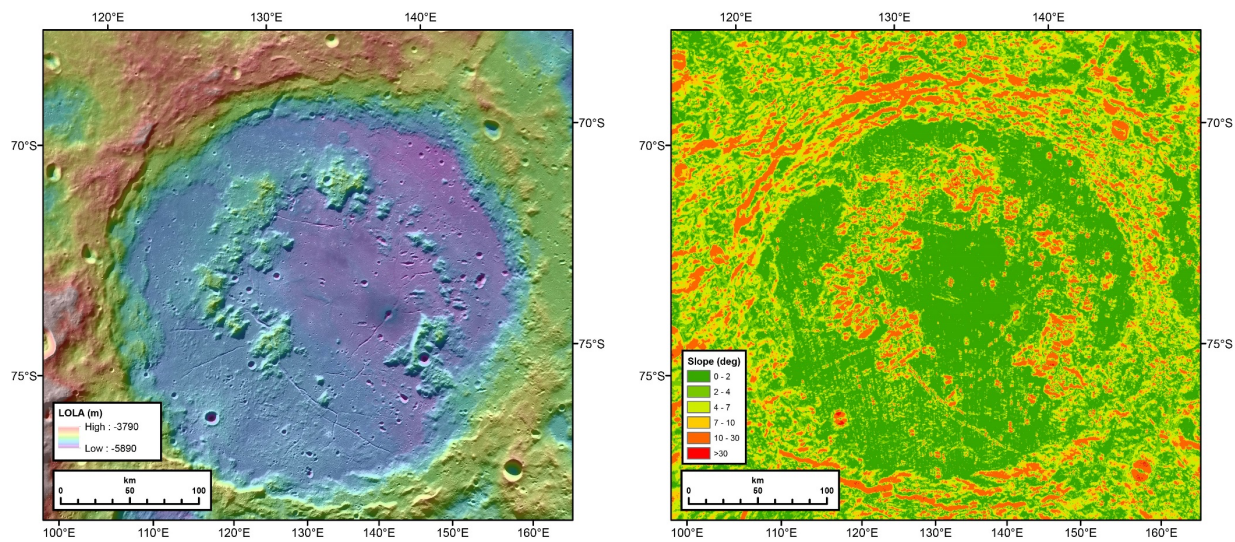 120°E 130°E 140°E
70°S 70°S
75°S 75°S
LOLA (m)
High : -3790
Low : -5890
km
0 50 100
100°E 110°E 120°E 130°E 140°E 150°E 160°E
120°E 130°E 140°E
70°S 70°S
75°S 75°S
Slope (deg)
0 - 2
2 - 4
4 - 7
7 - 10
10 - 30
>30
km
0 50 100
100°E 110°E 120°E 130°E 140°E 150°E 160°E